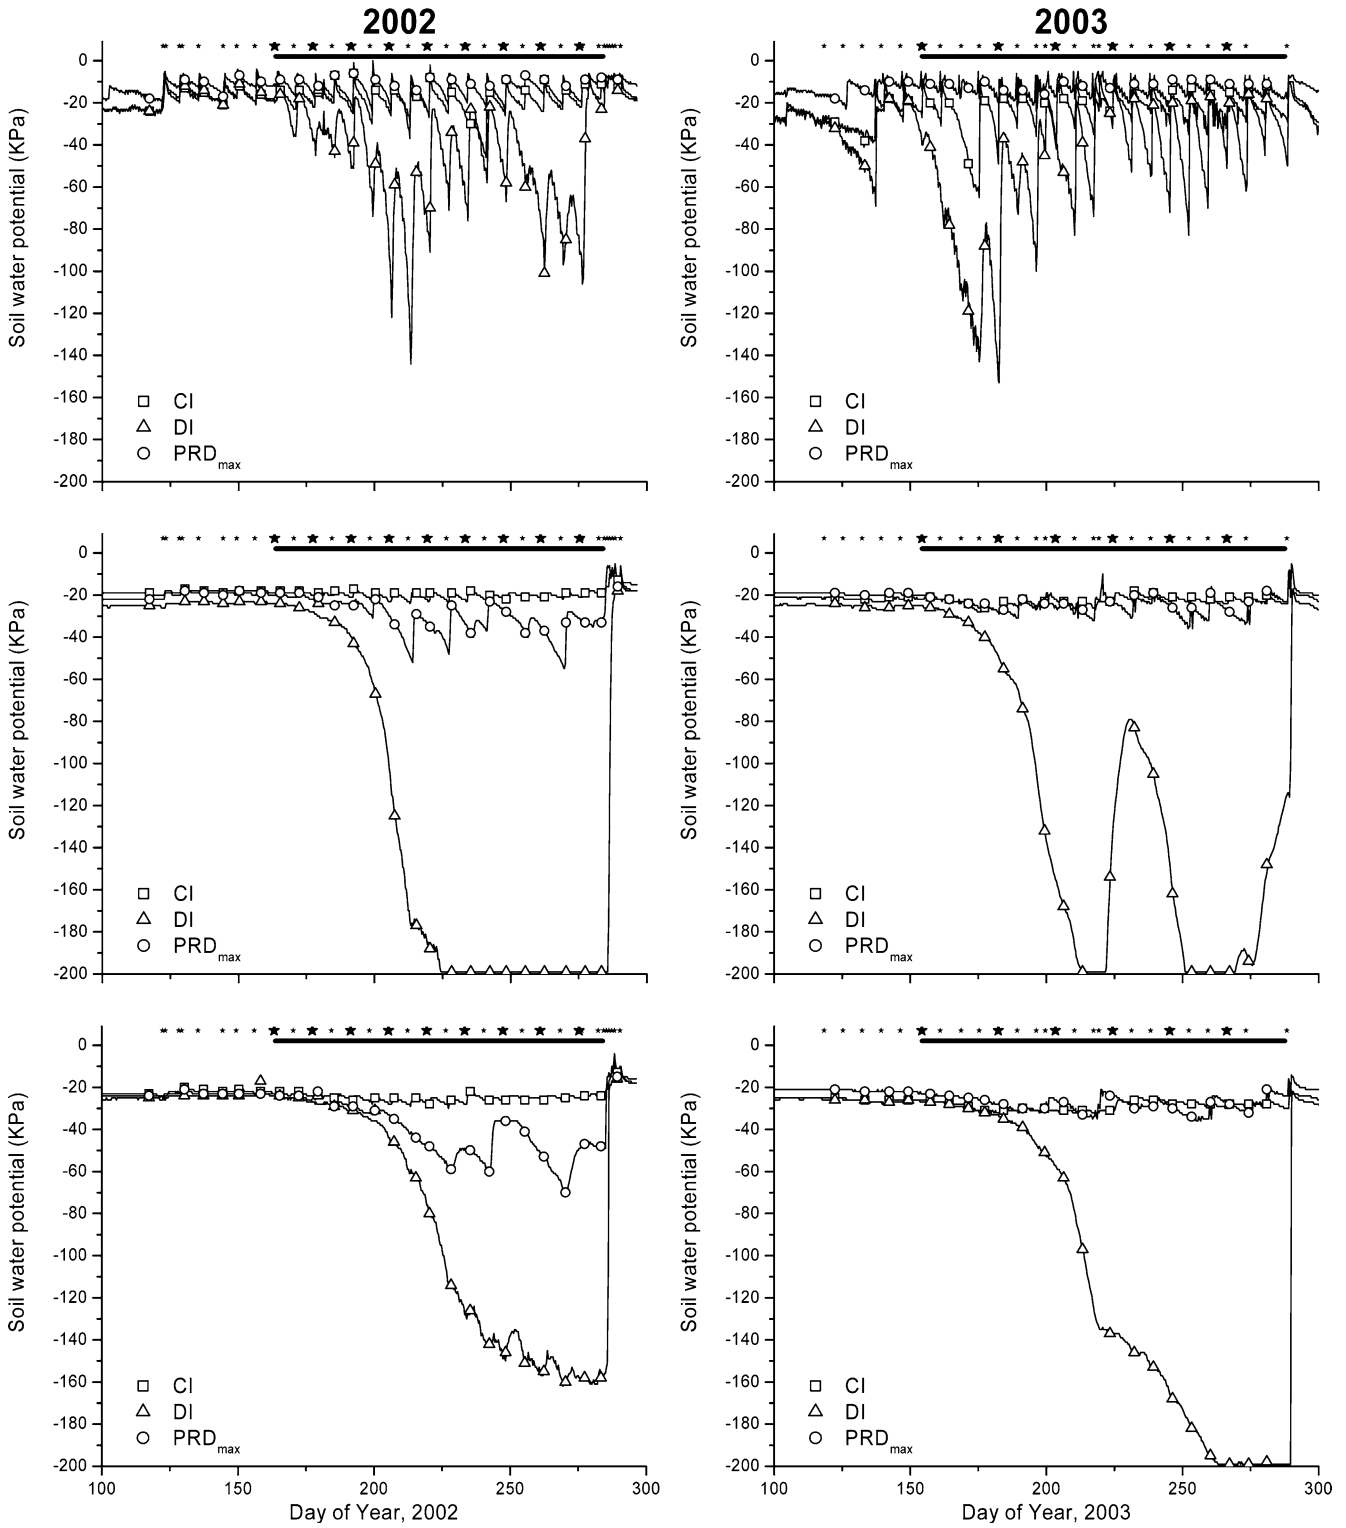 2002
2003
Soil water potential (KPa)
0
-20
-40
-60
-80
-100
-120
-140
-160
-180
-200
CI
DI
PRDmax
Soil water potential (KPa)
0
-20
-40
-60
-80
-100
-120
-140
-160
-180
-200
CI
DI
PRDmax
Soil water potential (KPa)
0
-20
-40
-60
-80
-100
-120
-140
-160
-180
-200
CI
DI
PRDmax
Soil water potential (KPa)
0
-20
-40
-60
-80
-100
-120
-140
-160
-180
-200
CI
DI
PRDmax
Soil water potential (KPa)
0
-20
-40
-60
-80
-100
-120
-140
-160
-180
-200
CI
DI
PRDmax
100 150 200 250 300
Day of Year, 2002
Soil water potential (KPa)
0
-20
-40
-60
-80
-100
-120
-140
-160
-180
-200
CI
DI
PRDmax
100 150 200 250 300
Day of Year, 2003